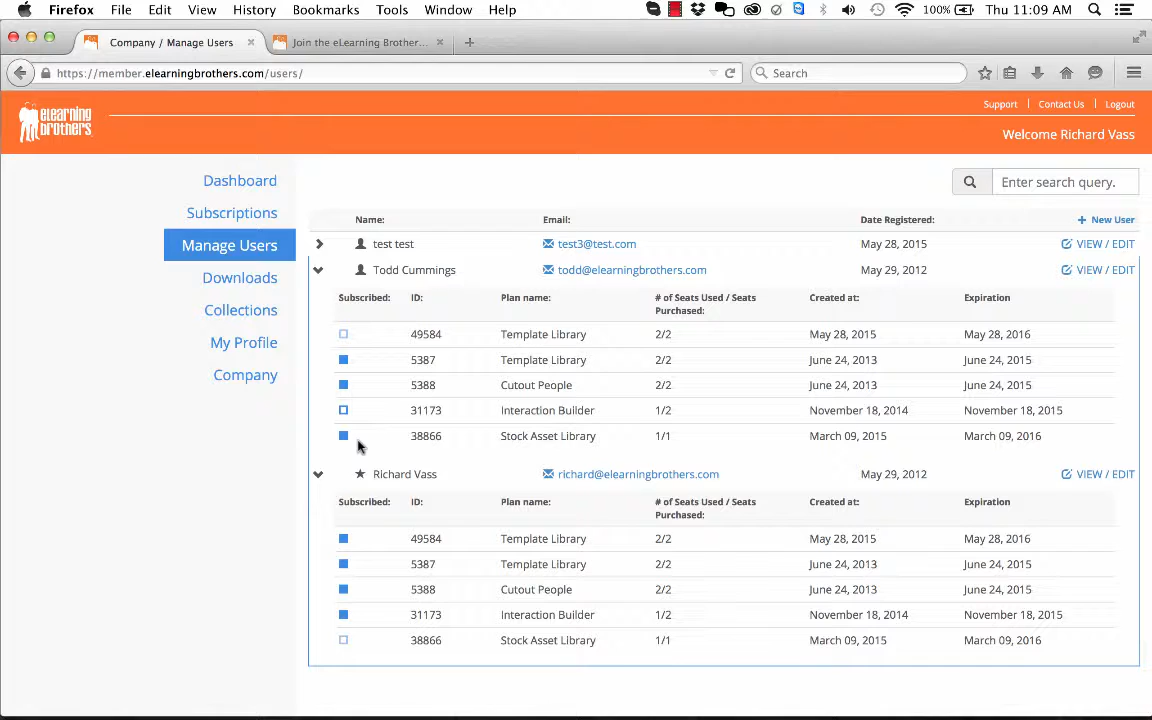 Firefox File Edit View History Bookmarks Tools Window Help 100% Thu 11:09 AM
Company / Manage Users Join the eLearning Brother...
https://member.elearningbrothers.com/users/ Search
Support Contact Us Logout
eLearning
brothers
Welcome Richard Vass
Dashboard
Subscriptions
Manage Users
Downloads
Collections
My Profile
Company
Enter search query.
Name: Email: Date Registered: + New User
test test test3@test.com May 28, 2015 VIEW / EDIT
Todd Cummings todd@elearningbrothers.com May 29, 2012 VIEW / EDIT
Subscribed: ID: Plan name: # of Seats Used / Seats Purchased: Created at: Expiration
49584 Template Library 2/2 May 28, 2015 May 28, 2016
5387 Template Library 2/2 June 24, 2013 June 24, 2015
5388 Cutout People 2/2 June 24, 2013 June 24, 2015
31173 Interaction Builder 1/2 November 18, 2014 November 18, 2015
38866 Stock Asset Library 1/1 March 09, 2015 March 09, 2016
Richard Vass richard@elearningbrothers.com May 29, 2012 VIEW / EDIT
Subscribed: ID: Plan name: # of Seats Used / Seats Purchased: Created at: Expiration
49584 Template Library 2/2 May 28, 2015 May 28, 2016
5387 Template Library 2/2 June 24, 2013 June 24, 2015
5388 Cutout People 2/2 June 24, 2013 June 24, 2015
31173 Interaction Builder 1/2 November 18, 2014 November 18, 2015
38866 Stock Asset Library 1/1 March 09, 2015 March 09, 2016